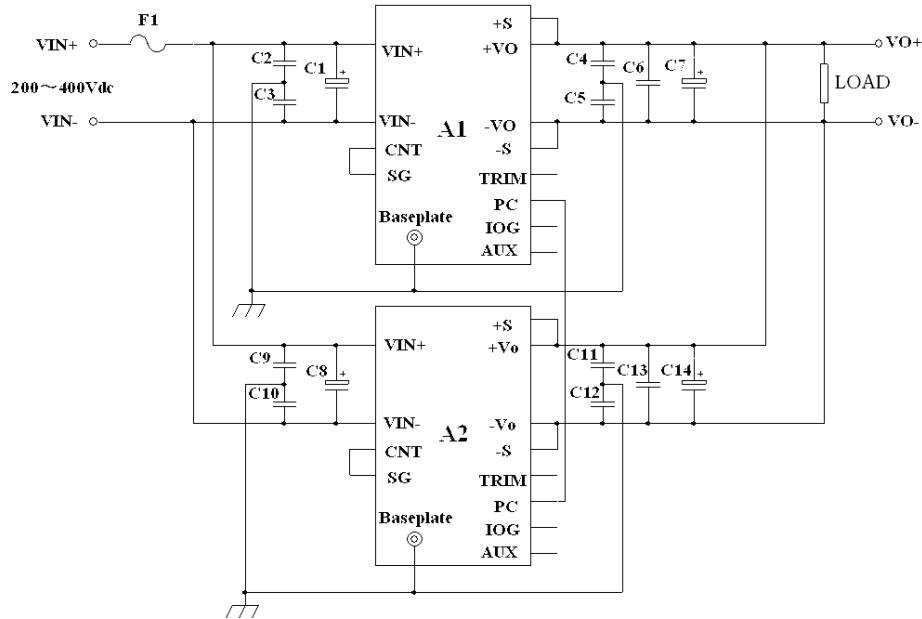 F1
VIN+
200～400Vdc
VIN-
C2
C3
C1
VIN+
VIN-
CNT
SG
Baseplate
A1
+S
+VO
-VO
-S
TRIM
PC
IOG
AUX
C4
C5
C6
C7
LOAD
VO+
VO-
C9
C10
C8
VIN+
VIN-
CNT
SG
Baseplate
A2
+S
+Vo
-Vo
-S
TRIM
PC
IOG
AUX
C11
C12
C13
C14